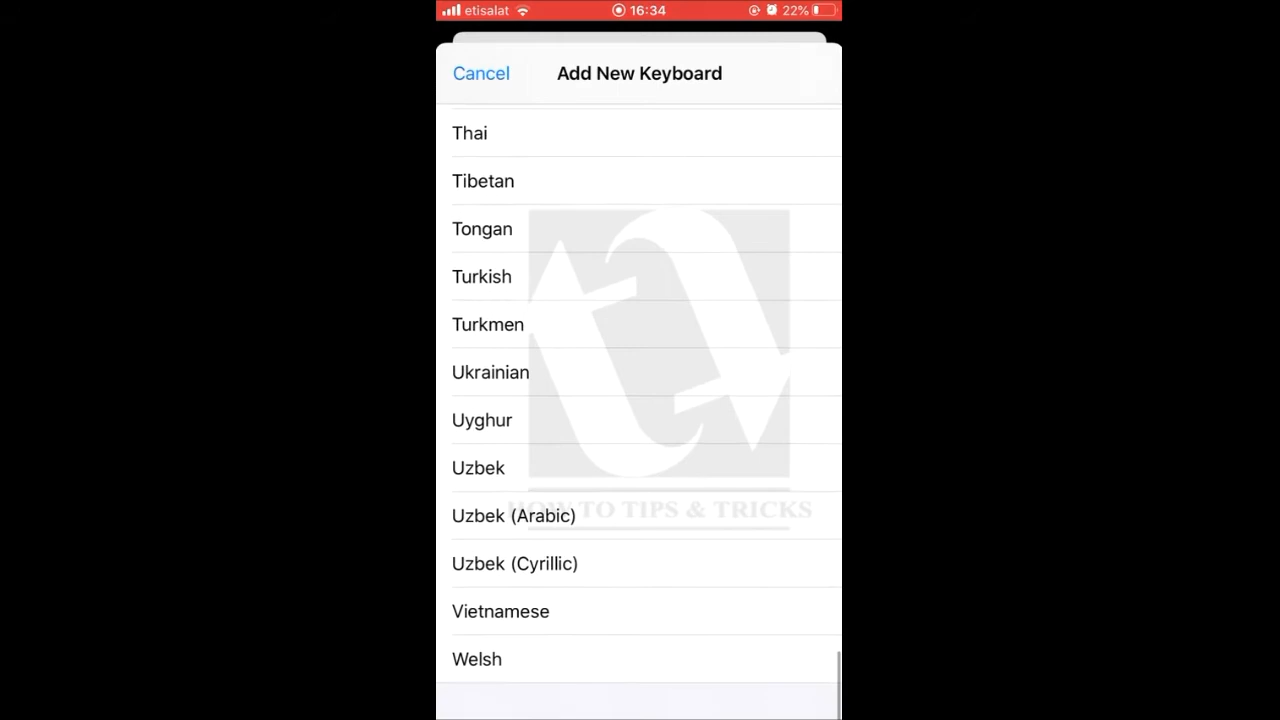 etisalat 16:34 22%
Cancel Add New Keyboard
Thai
Tibetan
Tongan
Turkish
Turkmen
Ukrainian
Uyghur
Uzbek
HOW TO TIPS & TRICKS
Uzbek (Arabic)
Uzbek (Cyrillic)
Vietnamese
Welsh